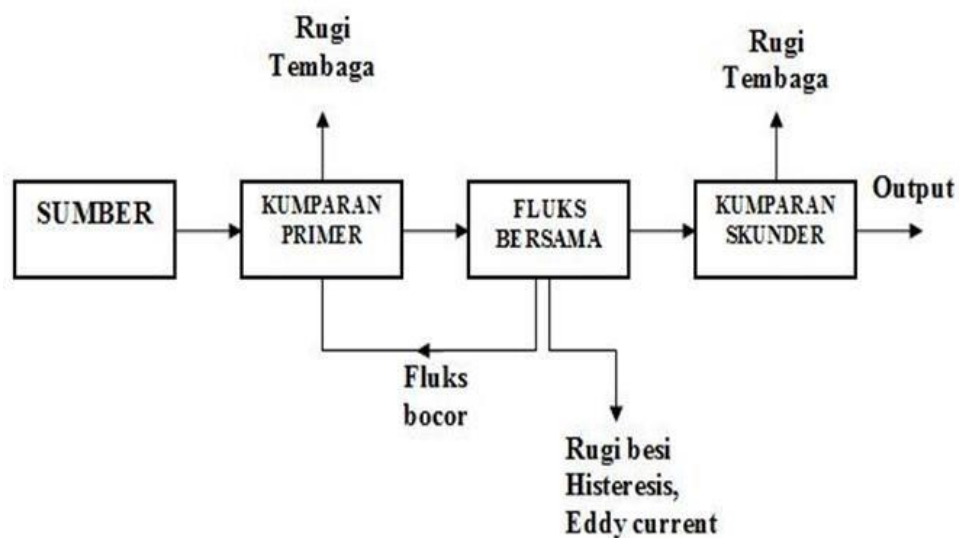 Rugi
Tembaga
Rugi
Tembaga
SUMBER
KUMPARAN
PRIMER
FLUKS
BERSAMA
KUMPARAN
SKUNDER
Output
Fluks
bocor
Rugi besi
Histeresis,
Eddy current